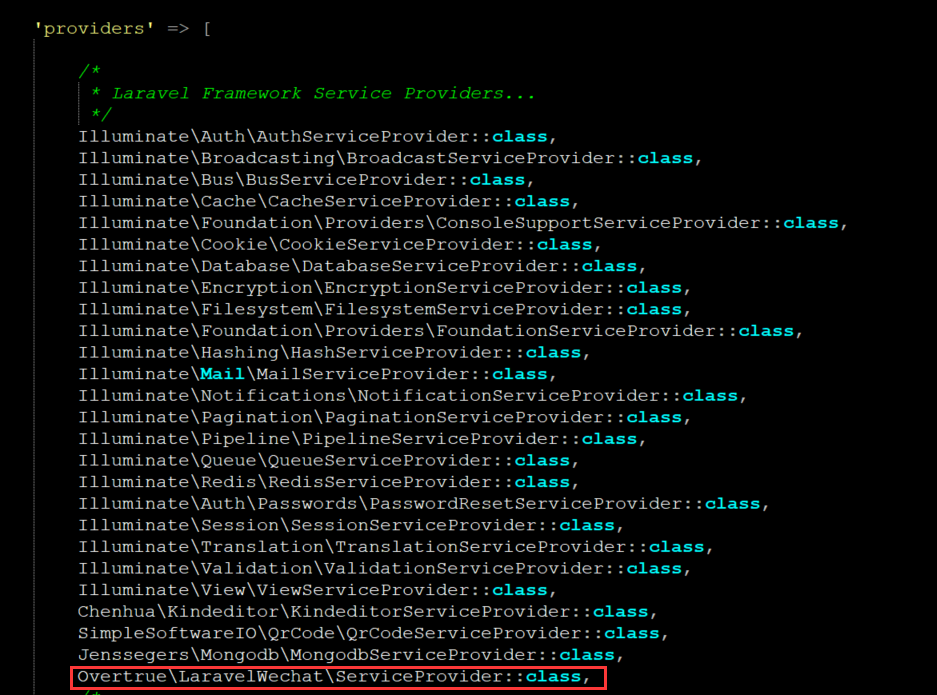 'providers' => [
/*
* Laravel Framework Service Providers...
*/
Illuminate\Auth\AuthServiceProvider::class,
Illuminate\Broadcasting\BroadcastServiceProvider::class,
Illuminate\Bus\BusServiceProvider::class,
Illuminate\Cache\CacheServiceProvider::class,
Illuminate\Foundation\Providers\ConsoleSupportServiceProvider::class,
Illuminate\Cookie\CookieServiceProvider::class,
Illuminate\Database\DatabaseServiceProvider::class,
Illuminate\Encryption\EncryptionServiceProvider::class,
Illuminate\Filesystem\FilesystemServiceProvider::class,
Illuminate\Foundation\Providers\FoundationServiceProvider::class,
Illuminate\Hashing\HashServiceProvider::class,
Illuminate\Mail\MailServiceProvider::class,
Illuminate\Notifications\NotificationServiceProvider::class,
Illuminate\Pagination\PaginationServiceProvider::class,
Illuminate\Pipeline\PipelineServiceProvider::class,
Illuminate\Queue\QueueServiceProvider::class,
Illuminate\Redis\RedisServiceProvider::class,
Illuminate\Auth\Passwords\PasswordResetServiceProvider::class,
Illuminate\Session\SessionServiceProvider::class,
Illuminate\Translation\TranslationServiceProvider::class,
Illuminate\Validation\ValidationServiceProvider::class,
Illuminate\View\ViewServiceProvider::class,
Chenhua\Kindeditor\KindeditorServiceProvider::class,
SimpleSoftwareIO\QrCode\QrCodeServiceProvider::class,
Jenssegers\Mongodb\MongodbServiceProvider::class,
Overtrue\LaravelWechat\ServiceProvider::class,
/*